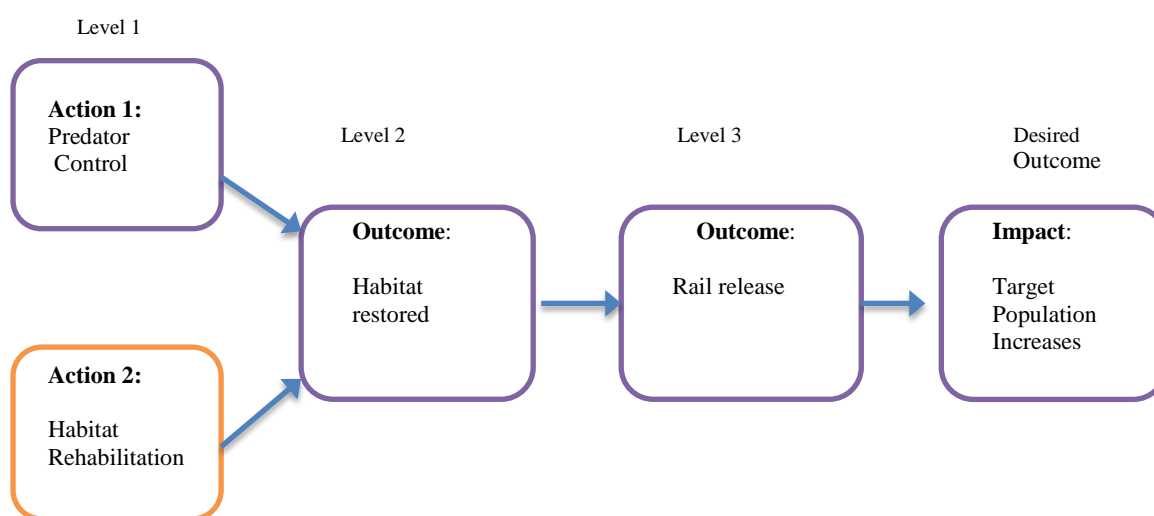 Level 1
Action 1:
Predator
Control
Level 2
Level 3
Desired
Outcome
Outcome:
Habitat
restored
Outcome:
Rail release
Impact:
Target
Population
Increases
Action 2:
Habitat
Rehabilitation